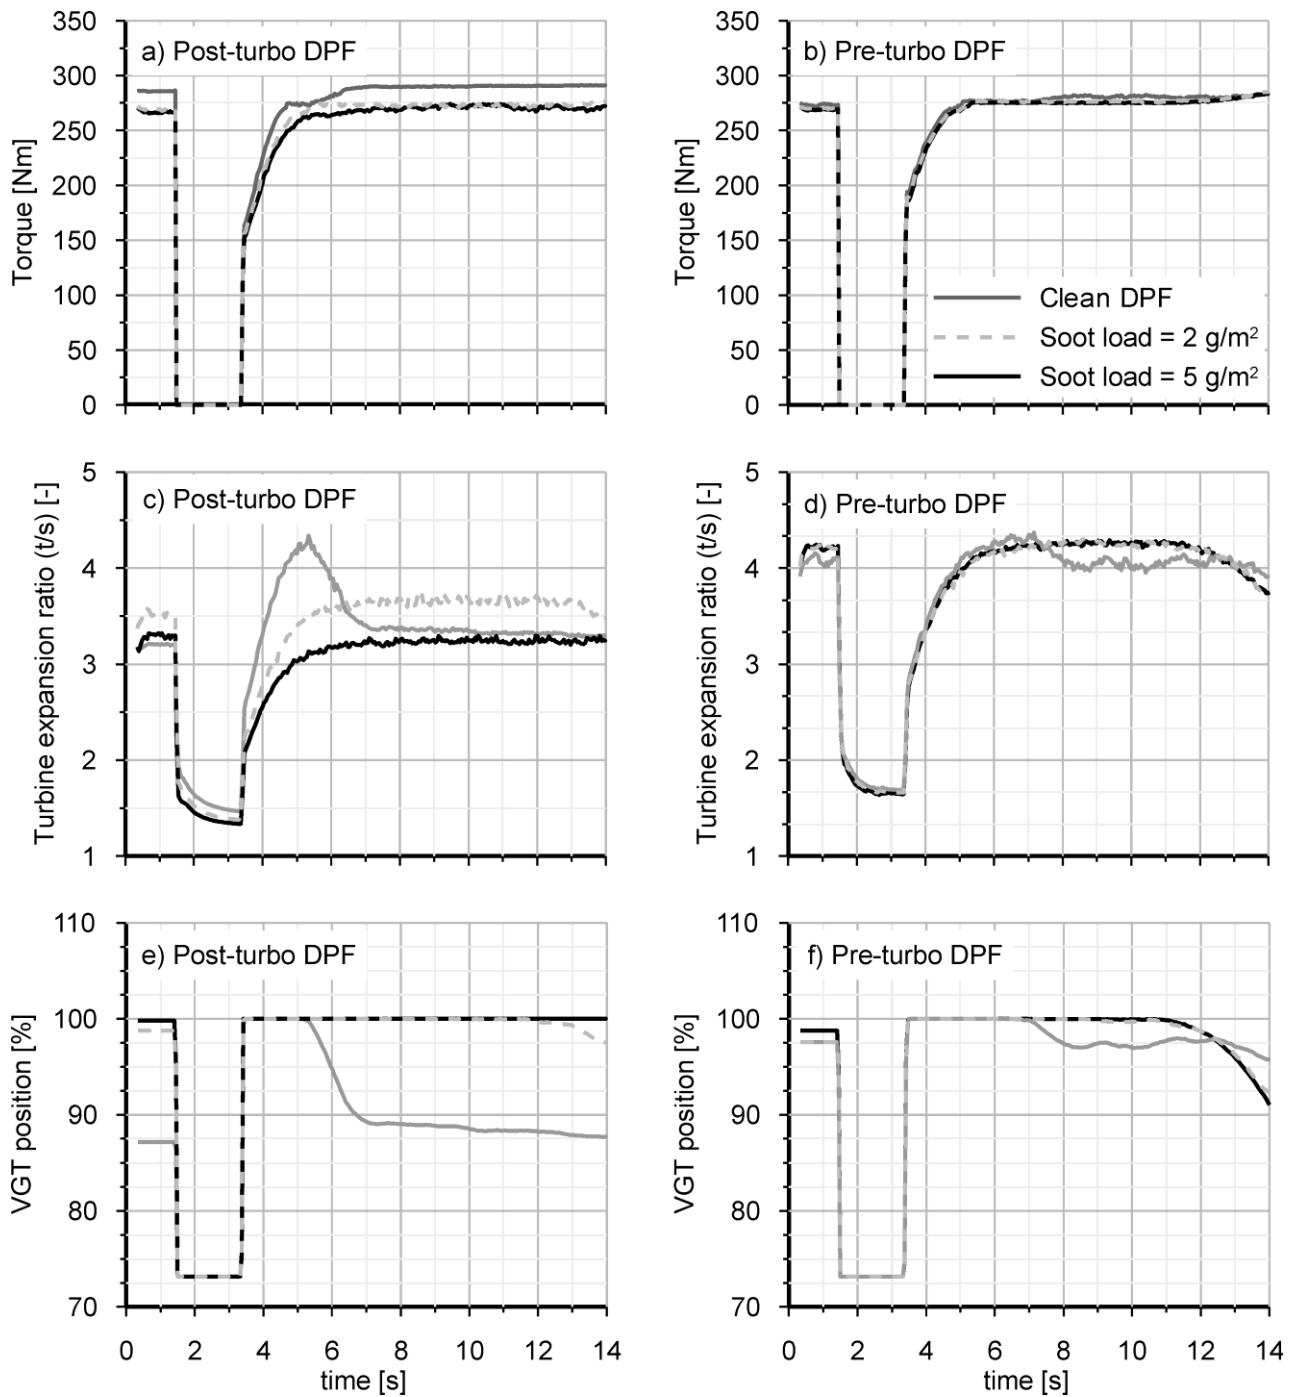 a) Post-turbo DPF
Torque [Nm]
350
300
250
200
150
100
50
0
b) Pre-turbo DPF
Torque [Nm]
350
300
250
200
150
100
50
0
Clean DPF
Soot load = 2 g/m²
Soot load = 5 g/m²
c) Post-turbo DPF
Turbine expansion ratio (t/s) [-]
5
4
3
2
1
d) Pre-turbo DPF
Turbine expansion ratio (t/s) [-]
5
4
3
2
1
e) Post-turbo DPF
VGT position [%]
110
100
90
80
70
0 2 4 6 8 10 12 14
time [s]
f) Pre-turbo DPF
VGT position [%]
110
100
90
80
70
0 2 4 6 8 10 12 14
time [s]